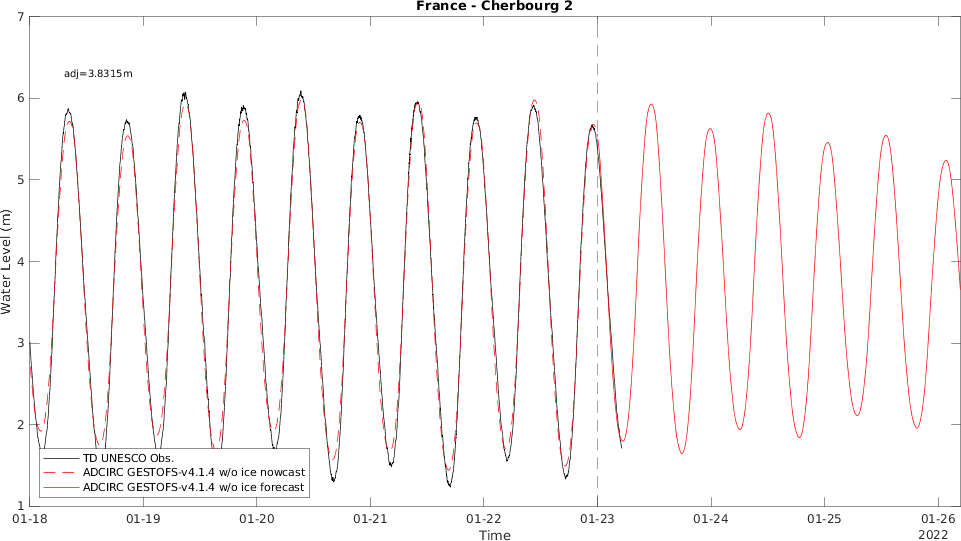 France - Cherbourg 2
7
adj=3.8315m
6
5
4
3
2
1
Water Level (m)
TD UNESCO Obs.
ADCIRC GESTOFS-v4.1.4 w/o ice nowcast
ADCIRC GESTOFS-v4.1.4 w/o ice forecast
01-18 01-19 01-20 01-21 01-22 01-23 01-24 01-25 01-26
Time
2022